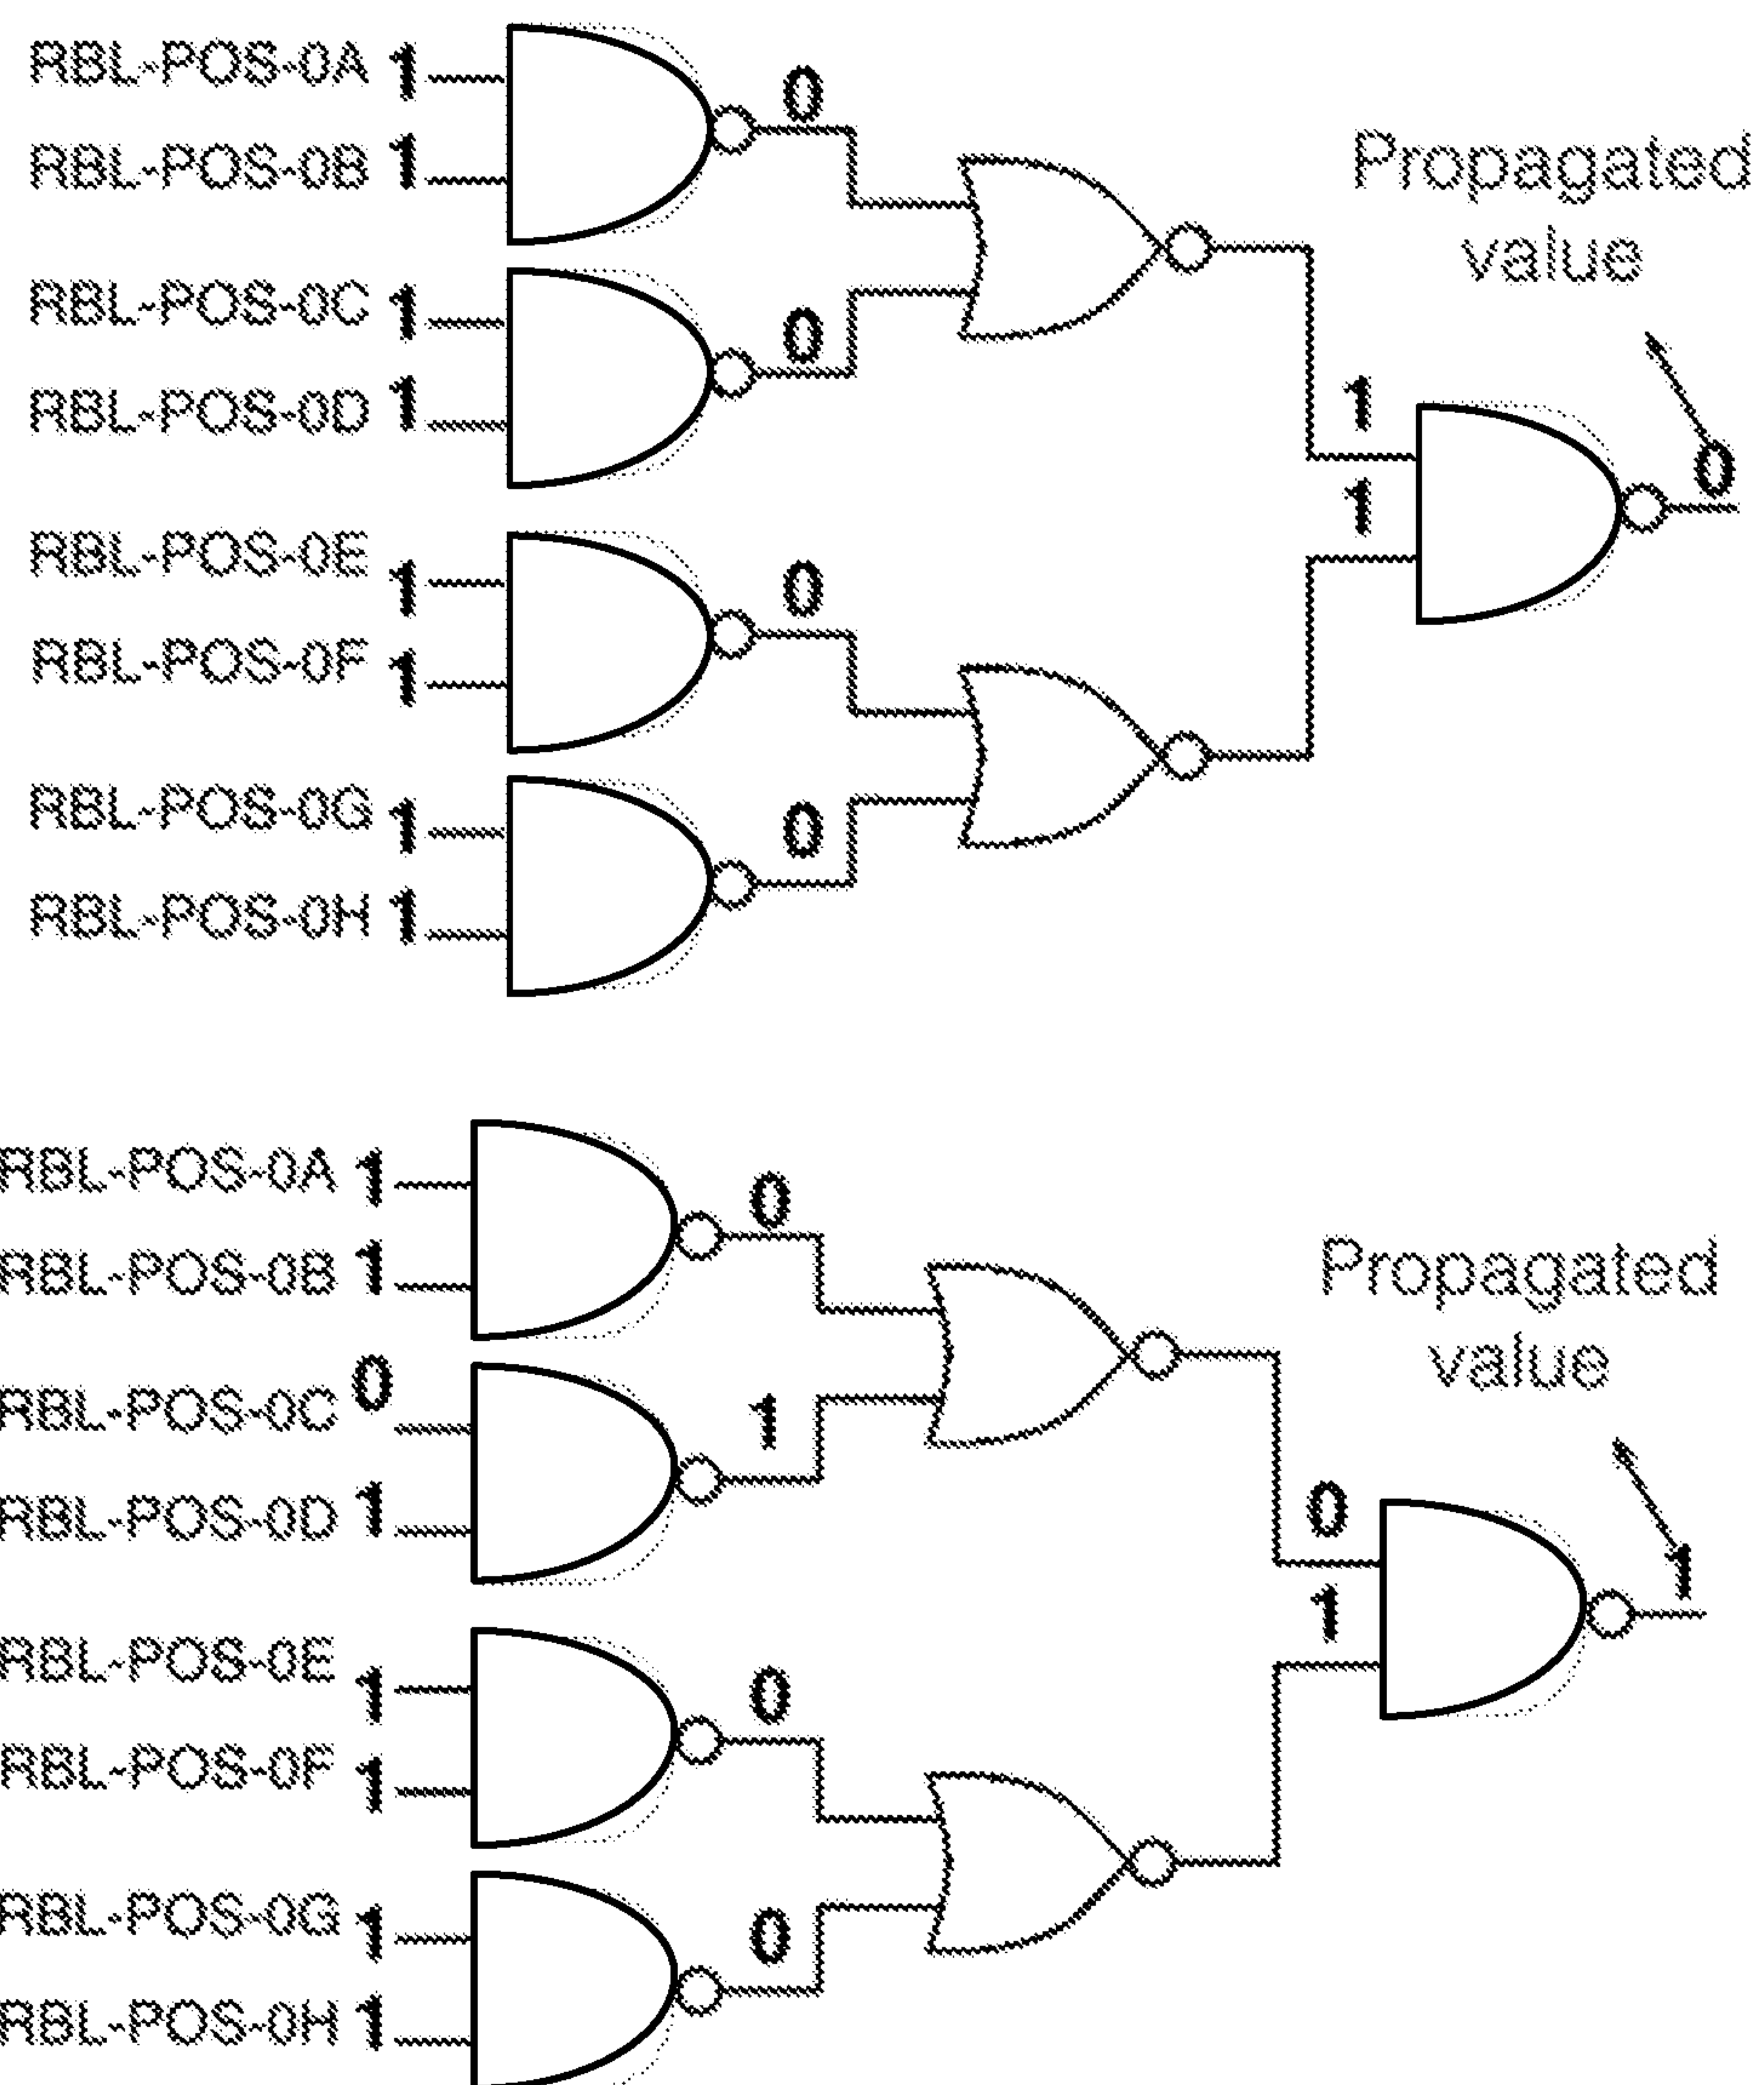 RBL-POS-0A 1
0
RBL-POS-0B 1
Propagated
value
RBL-POS-0C 1
0
RBL-POS-0D 1
1
0
1
RBL-POS-0E 1
0
RBL-POS-0F 1
RBL-POS-0G 1
0
RBL-POS-0H 1
RBL-POS-0A 1
0
RBL-POS-0B 1
Propagated
value
RBL-POS-0C 0
1
RBL-POS-0D 1
0
1
1
RBL-POS-0E 1
0
RBL-POS-0F 1
RBL-POS-0G 1
0
RBL-POS-0H 1